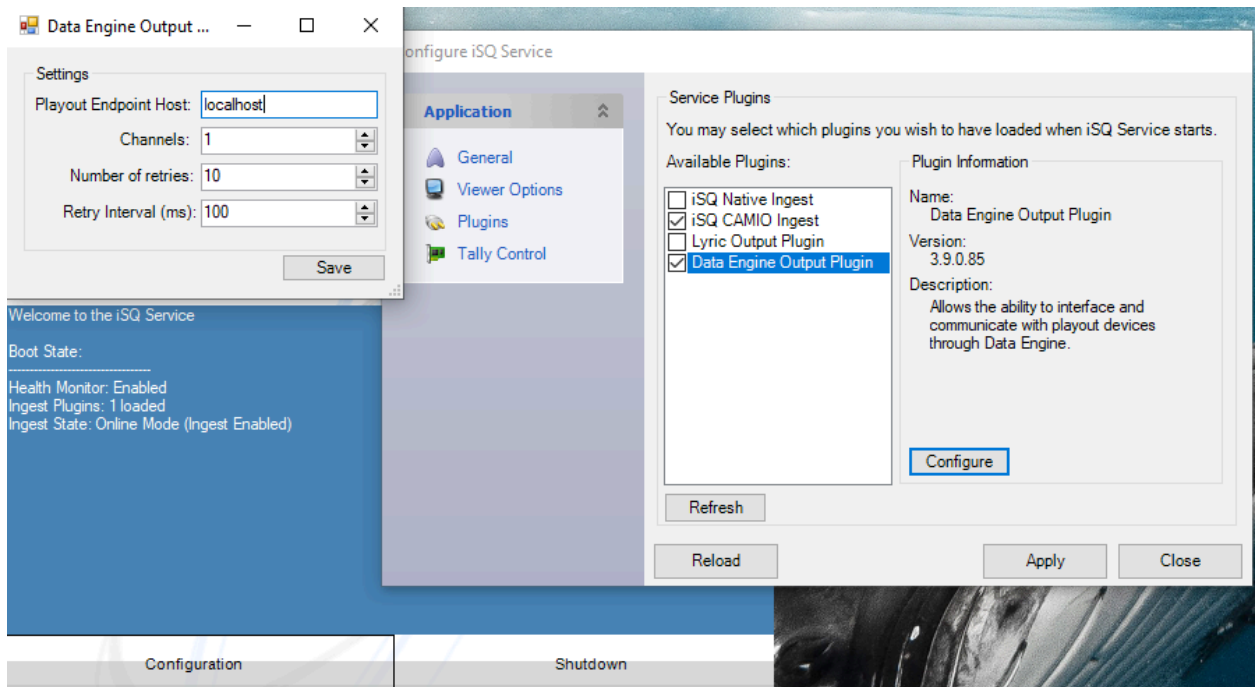 Data Engine Output ...
Settings
Playout Endpoint Host: localhost
Channels: 1
Number of retries: 10
Retry Interval (ms): 100
Save
Welcome to the iSQ Service
Boot State:
------------------------------------
Health Monitor: Enabled
Ingest Plugins: 1 loaded
Ingest State: Online Mode (Ingest Enabled)
Configuration
Shutdown
onfigure iSQ Service
Application
General
Viewer Options
Plugins
Tally Control
Service Plugins
You may select which plugins you wish to have loaded when iSQ Service starts.
Available Plugins:
iSQ Native Ingest
iSQ CAMIO Ingest
Lyric Output Plugin
Data Engine Output Plugin
Refresh
Plugin Information
Name:
Data Engine Output Plugin
Version:
3.9.0.85
Description:
Allows the ability to interface and
communicate with playout devices
through Data Engine.
Configure
Reload
Apply
Close